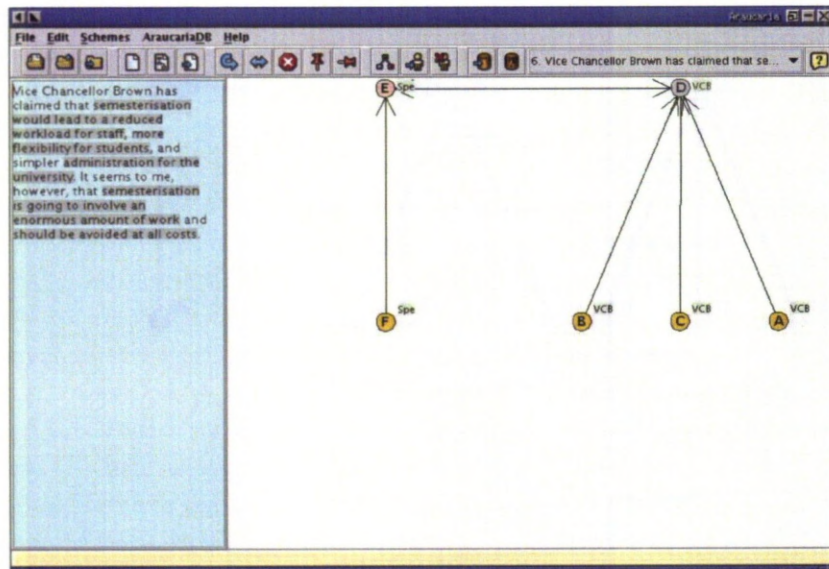 Araucaria
File Edit Schemes AraucariaDB Help
6. Vice Chancellor Brown has claimed that se...
Vice Chancellor Brown has
claimed that semesterisation
would lead to a reduced
workload for staff, more
flexibility for students, and
simpler administration for the
university. It seems to me,
however, that semesterisation
is going to involve an
enormous amount of work and
should be avoided at all costs.
E Spe D VCB
F Spe B VCB C VCB A VCB